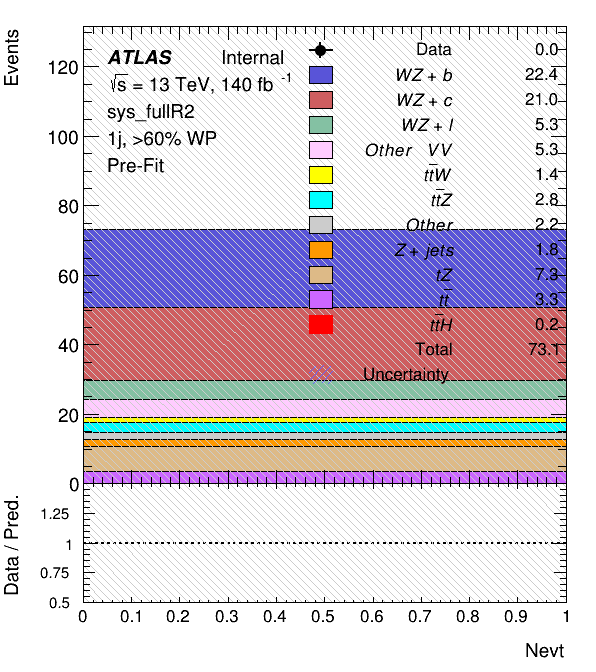 Events
ATLAS Internal
√s = 13 TeV, 140 fb -1
sys_fullR2
1j, >60% WP
Pre-Fit
Data 0.0
WZ + b 22.4
WZ + c 21.0
WZ + l 5.3
Other VV 5.3
tt̄W 1.4
tt̄Z 2.8
Other 2.2
Z + jets 1.8
tZ 7.3
tt̄ 3.3
tt̄H 0.2
Total 73.1
Uncertainty
120
100
80
60
40
20
0
Data / Pred.
1.25
1
0.75
0.5
0 0.1 0.2 0.3 0.4 0.5 0.6 0.7 0.8 0.9 1
Nevt